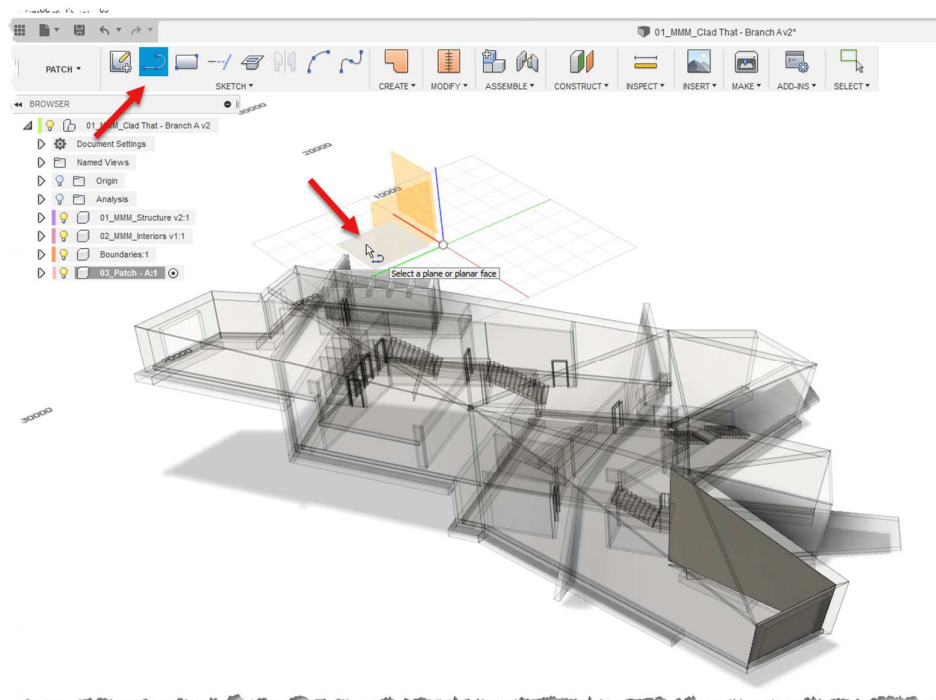 01_MMM_Clad That - Branch Av2*
PATCH
SKETCH
CREATE
MODIFY
ASSEMBLE
CONSTRUCT
INSPECT
INSERT
MAKE
ADD-INS
SELECT
BROWSER
That - Branch A v2
Document Settings
Named Views
Origin
Analysis
01_MMM_Structure v2:1
02_MMM_Interiors v1:1
Boundaries:1
03_Patch - A:1
20000
10000
Select a plane or planar face
20000
30000